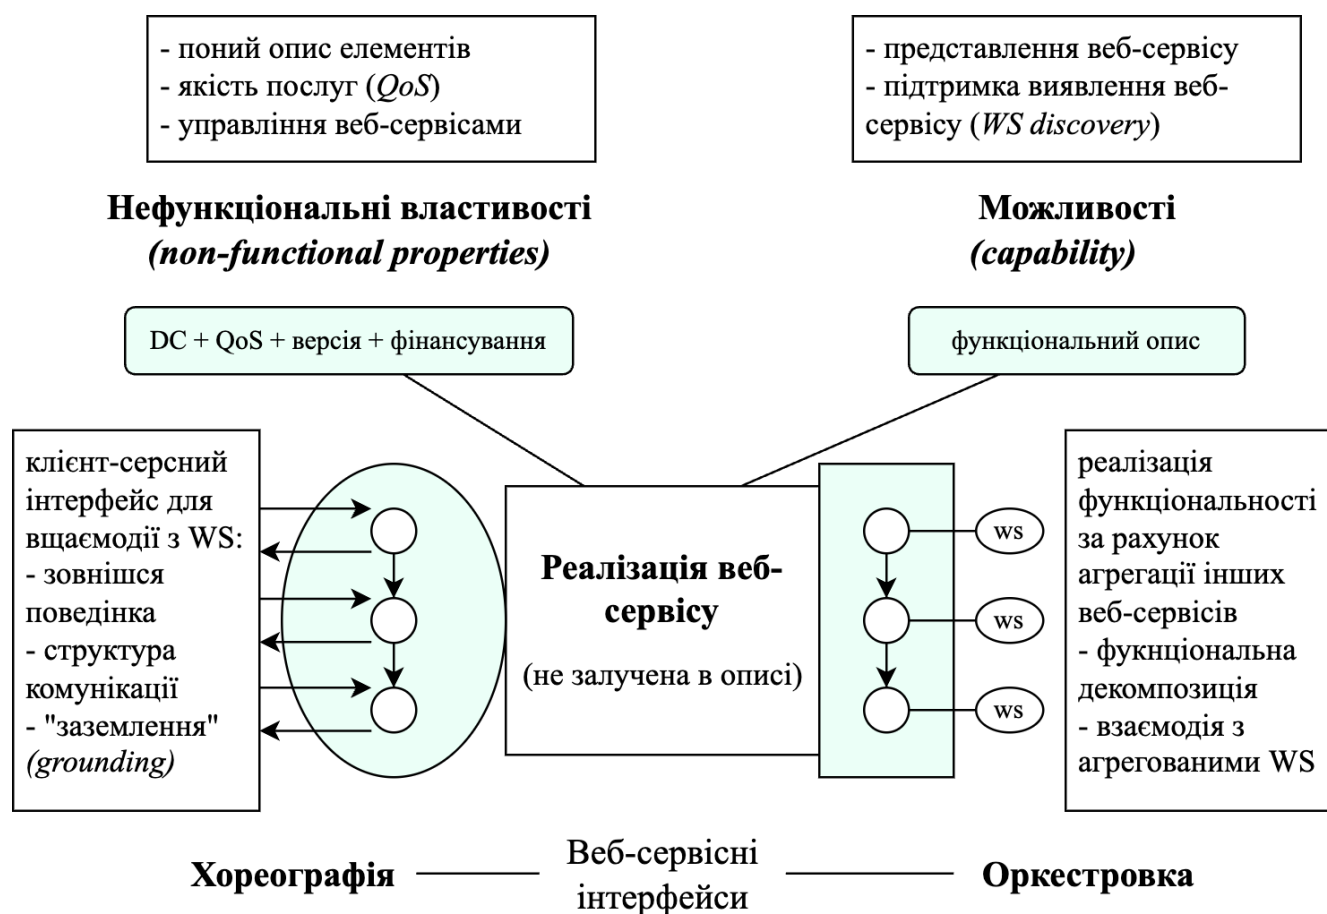 - поний опис елементів
- якість послуг (QoS)
- управління веб-сервісами
- представлення веб-сервісу
- підтримка виявлення веб-
сервісу (WS discovery)
Нефункціональні властивості
(non-functional properties)
Можливості
(capability)
DC + QoS + версія + фінансування
функціональний опис
клієнт-серсний
інтерфейс для
вщаємодії з WS:
- зовнішся
поведінка
- структура
комунікації
- "заземлення"
(grounding)
Реалізація веб-
сервісу
(не залучена в описі)
ws
ws
ws
реалізація
функціональності
за рахунок
агрегації інших
веб-сервісів
- фукнціональна
декомпозиція
- взаємодія з
агрегованими WS
Хореографія
Веб-сервісні
інтерфейси
Оркестровка